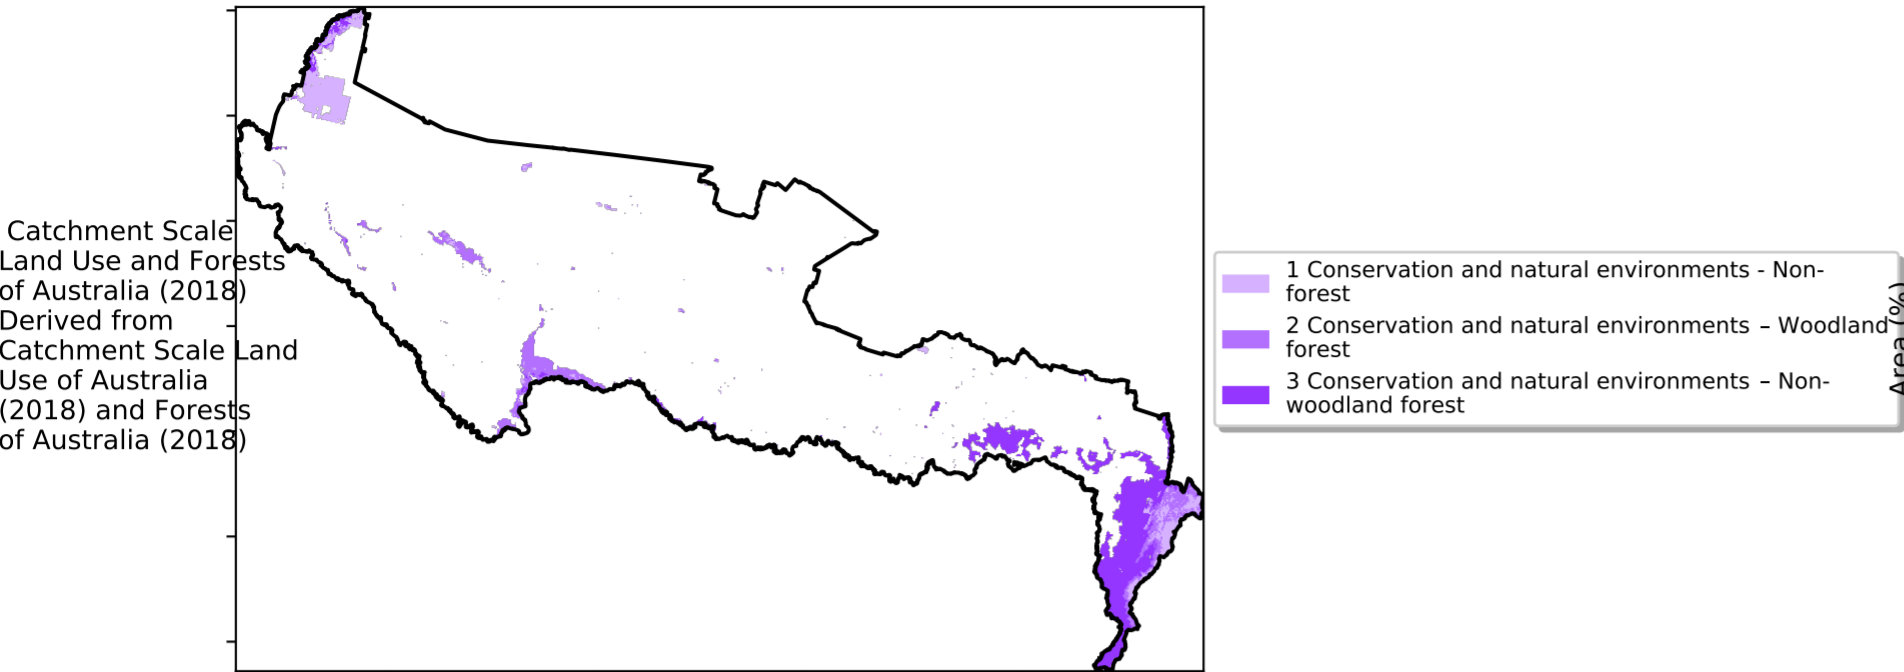 Catchment Scale
Land Use and Forests
of Australia (2018)
Derived from
Catchment Scale Land
Use of Australia
(2018) and Forests
of Australia (2018)
1 Conservation and natural environments - Non-
forest
2 Conservation and natural environments – Woodland
forest
3 Conservation and natural environments – Non-
woodland forest
Area (%)